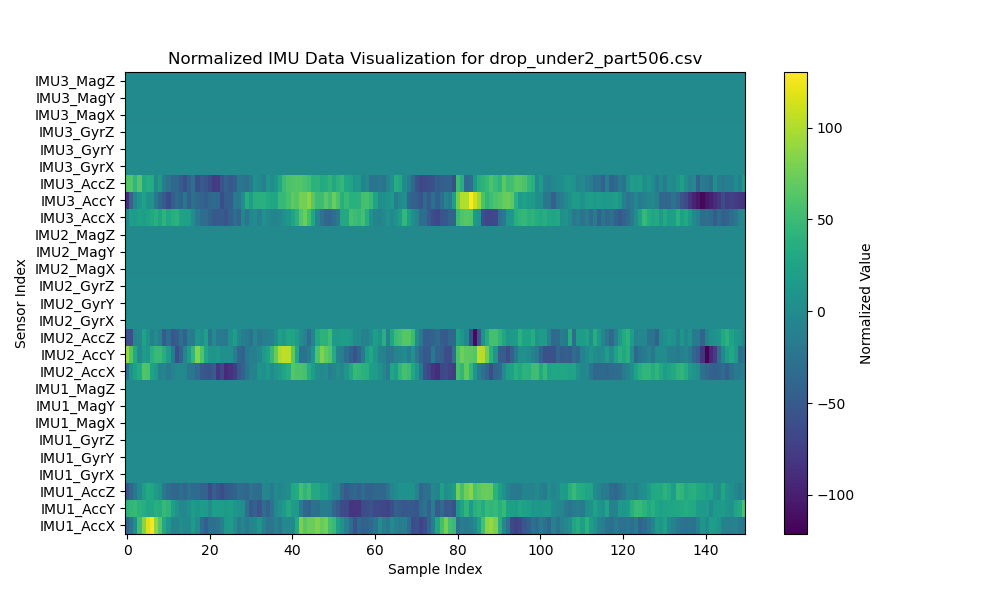 Normalized IMU Data Visualization for drop_under2_part506.csv
IMU3_MagZ
IMU3_MagY
IMU3_MagX
IMU3_GyrZ
IMU3_GyrY
IMU3_GyrX
IMU3_AccZ
IMU3_AccY
IMU3_AccX
IMU2_MagZ
IMU2_MagY
IMU2_MagX
IMU2_GyrZ
IMU2_GyrY
IMU2_GyrX
IMU2_AccZ
IMU2_AccY
IMU2_AccX
IMU1_MagZ
IMU1_MagY
IMU1_MagX
IMU1_GyrZ
IMU1_GyrY
IMU1_GyrX
IMU1_AccZ
IMU1_AccY
IMU1_AccX
Sensor Index
0 20 40 60 80 100 120 140
Sample Index
100
50
0
−50
−100
Normalized Value